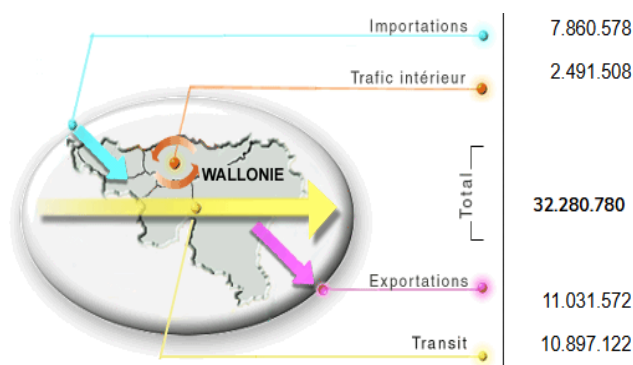 Importations 7.860.578
Trafic intérieur 2.491.508
WALLONIE
Total 32.280.780
Exportations 11.031.572
Transit 10.897.122